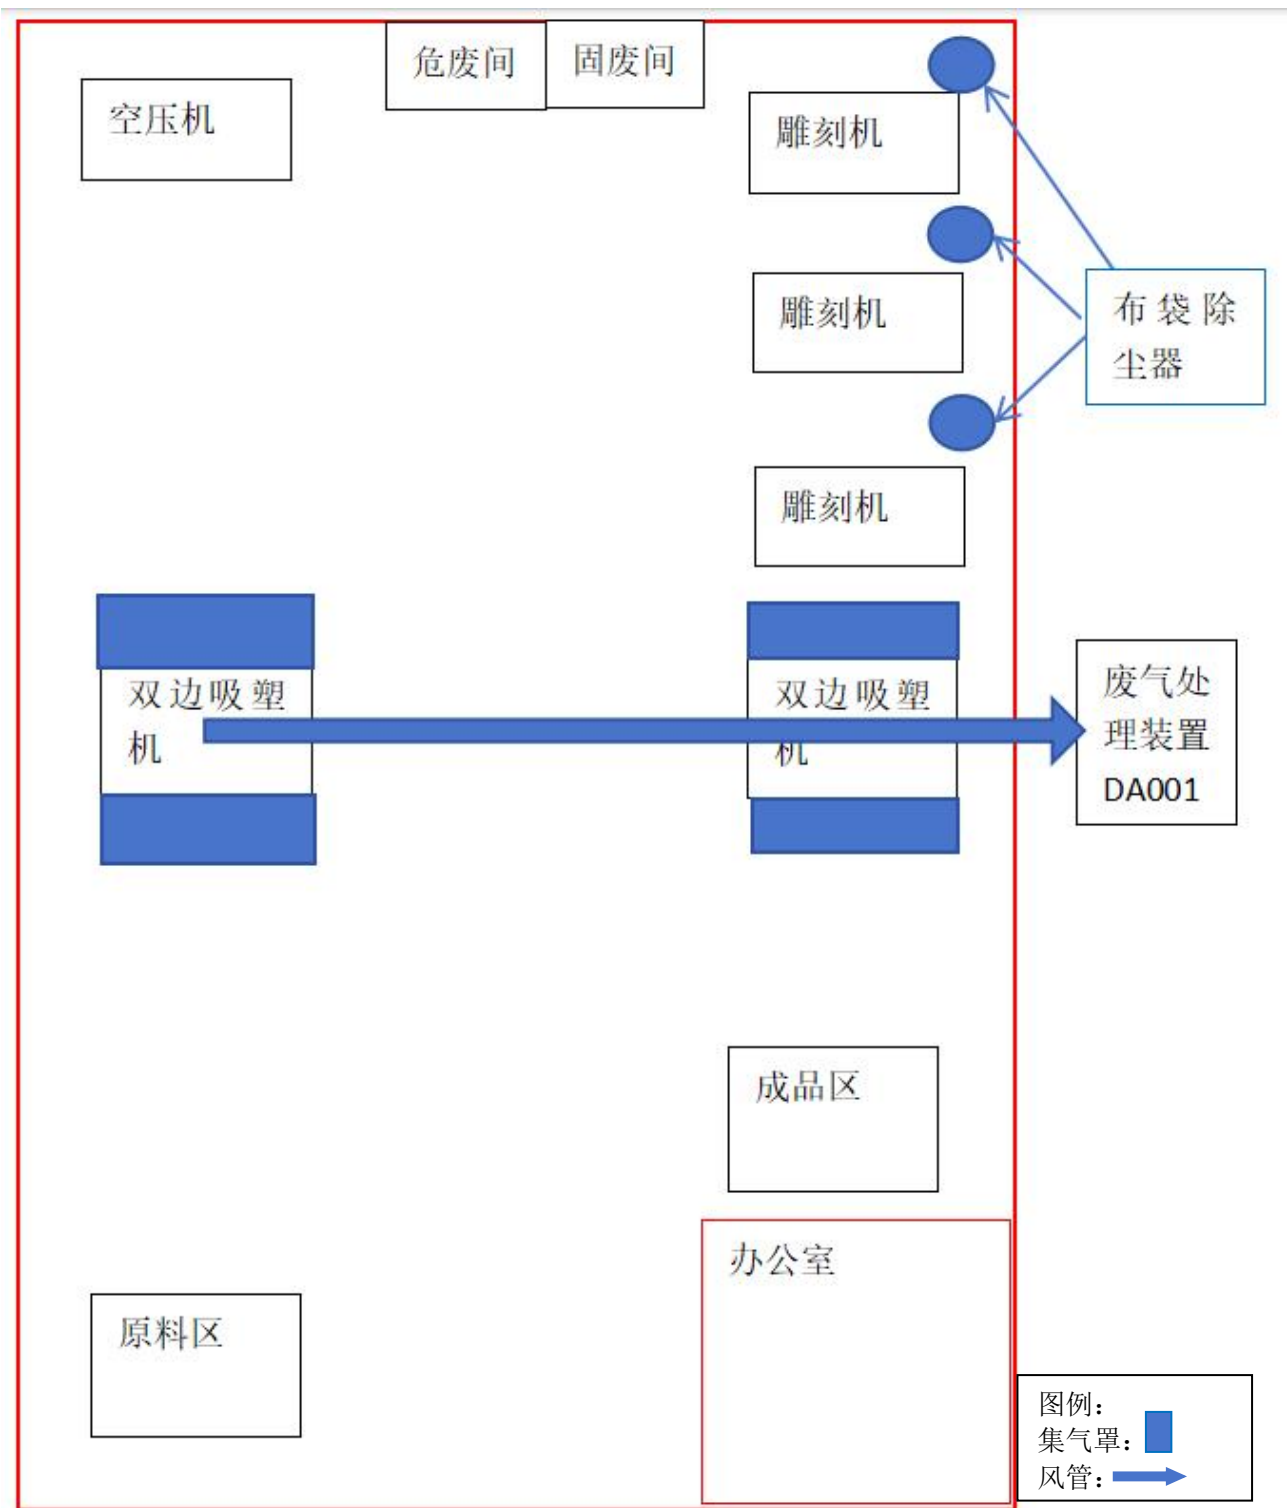 危废间
固废间
空压机
雕刻机
雕刻机
布袋除
尘器
雕刻机
双边吸塑
机
双边吸塑
机
废气处
理装置
DA001
成品区
办公室
原料区
图例：
集气罩：
风管：